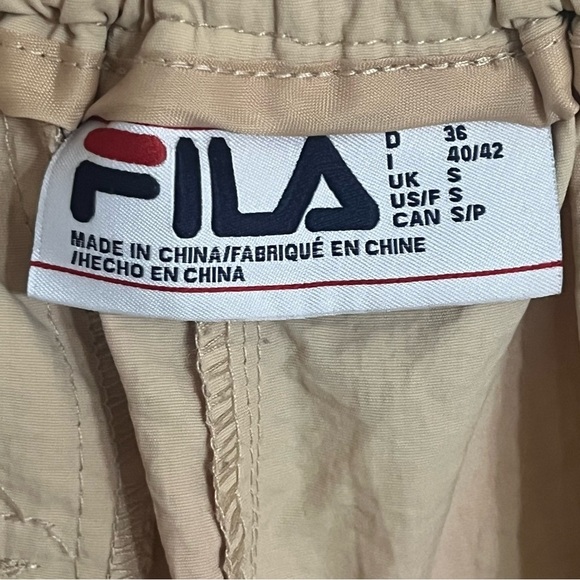 FILA
D 36
I 40/42
UK S
US/F S
CAN S/P
MADE IN CHINA/FABRIQUÉ EN CHINE
/HECHO EN CHINA